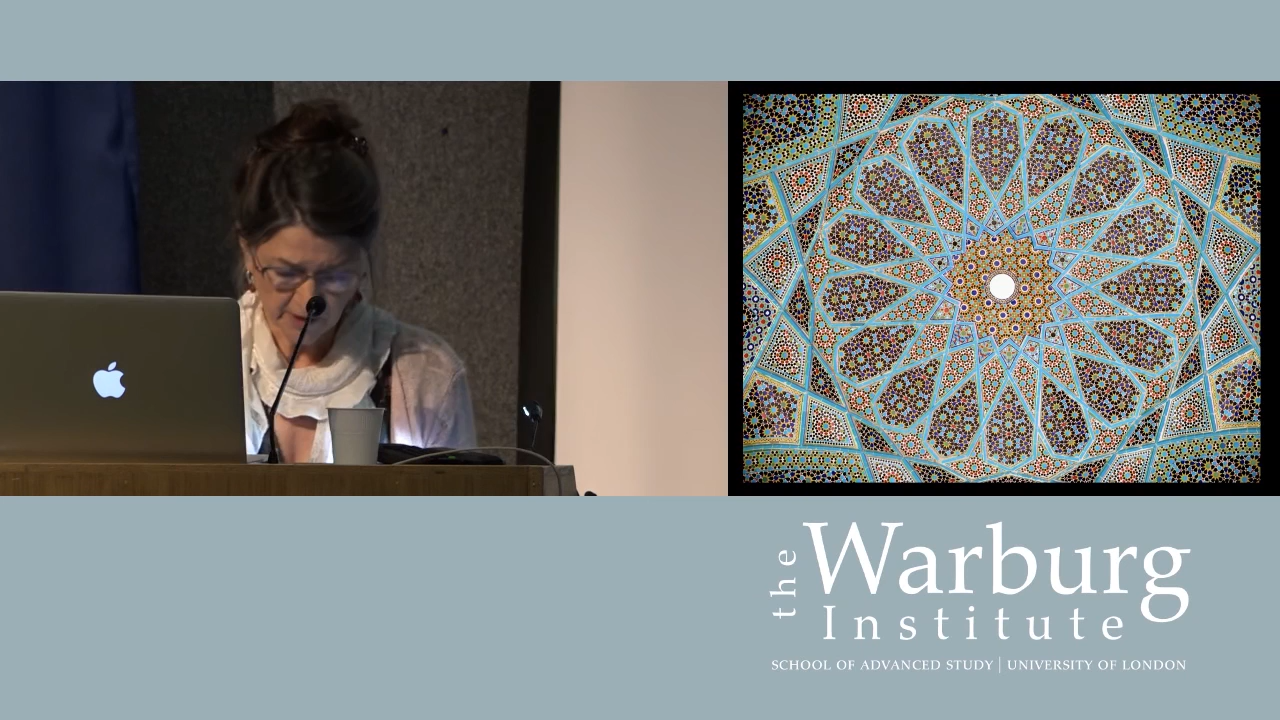 the Warburg
Institute
SCHOOL OF ADVANCED STUDY | UNIVERSITY OF LONDON